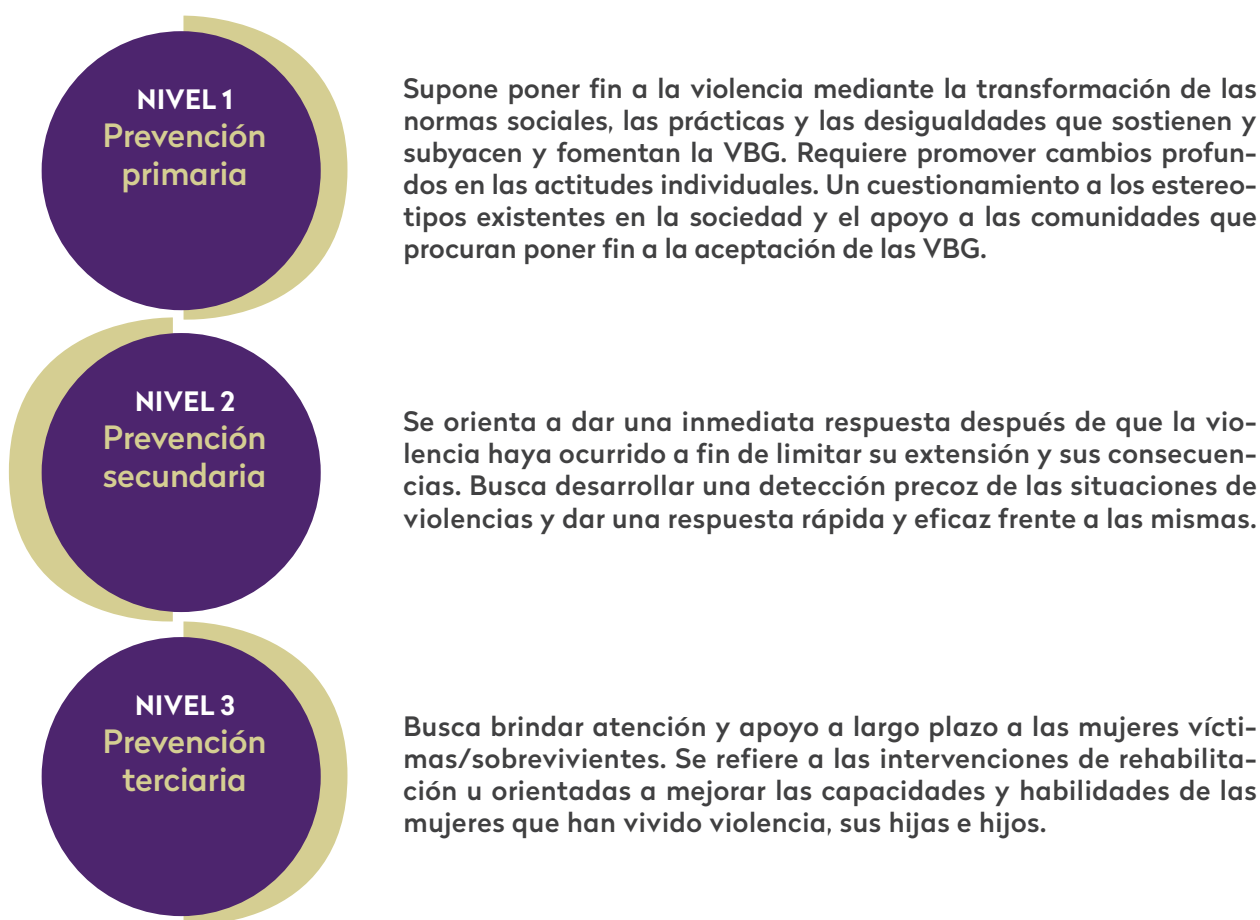 NIVEL 1
Prevención
primaria
Supone poner fin a la violencia mediante la transformación de las
normas sociales, las prácticas y las desigualdades que sostienen y
subyacen y fomentan la VBG. Requiere promover cambios profun-
dos en las actitudes individuales. Un cuestionamiento a los estereo-
tipos existentes en la sociedad y el apoyo a las comunidades que
procuran poner fin a la aceptación de las VBG.
NIVEL 2
Prevención
secundaria
Se orienta a dar una inmediata respuesta después de que la vio-
lencia haya ocurrido a fin de limitar su extensión y sus consecuen-
cias. Busca desarrollar una detección precoz de las situaciones de
violencias y dar una respuesta rápida y eficaz frente a las mismas.
NIVEL 3
Prevención
terciaria
Busca brindar atención y apoyo a largo plazo a las mujeres vícti-
mas/sobrevivientes. Se refiere a las intervenciones de rehabilita-
ción u orientadas a mejorar las capacidades y habilidades de las
mujeres que han vivido violencia, sus hijas e hijos.